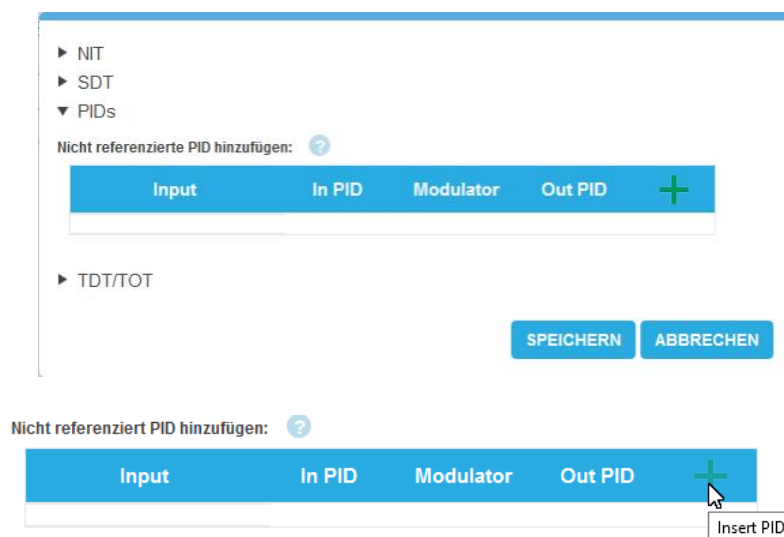 NIT
SDT
PIDs
Nicht referenzierte PID hinzufügen: ?
Input In PID Modulator Out PID
TDT/TOT
SPEICHERN ABBRECHEN
Nicht referenziert PID hinzufügen: ?
Input In PID Modulator Out PID
Insert PID